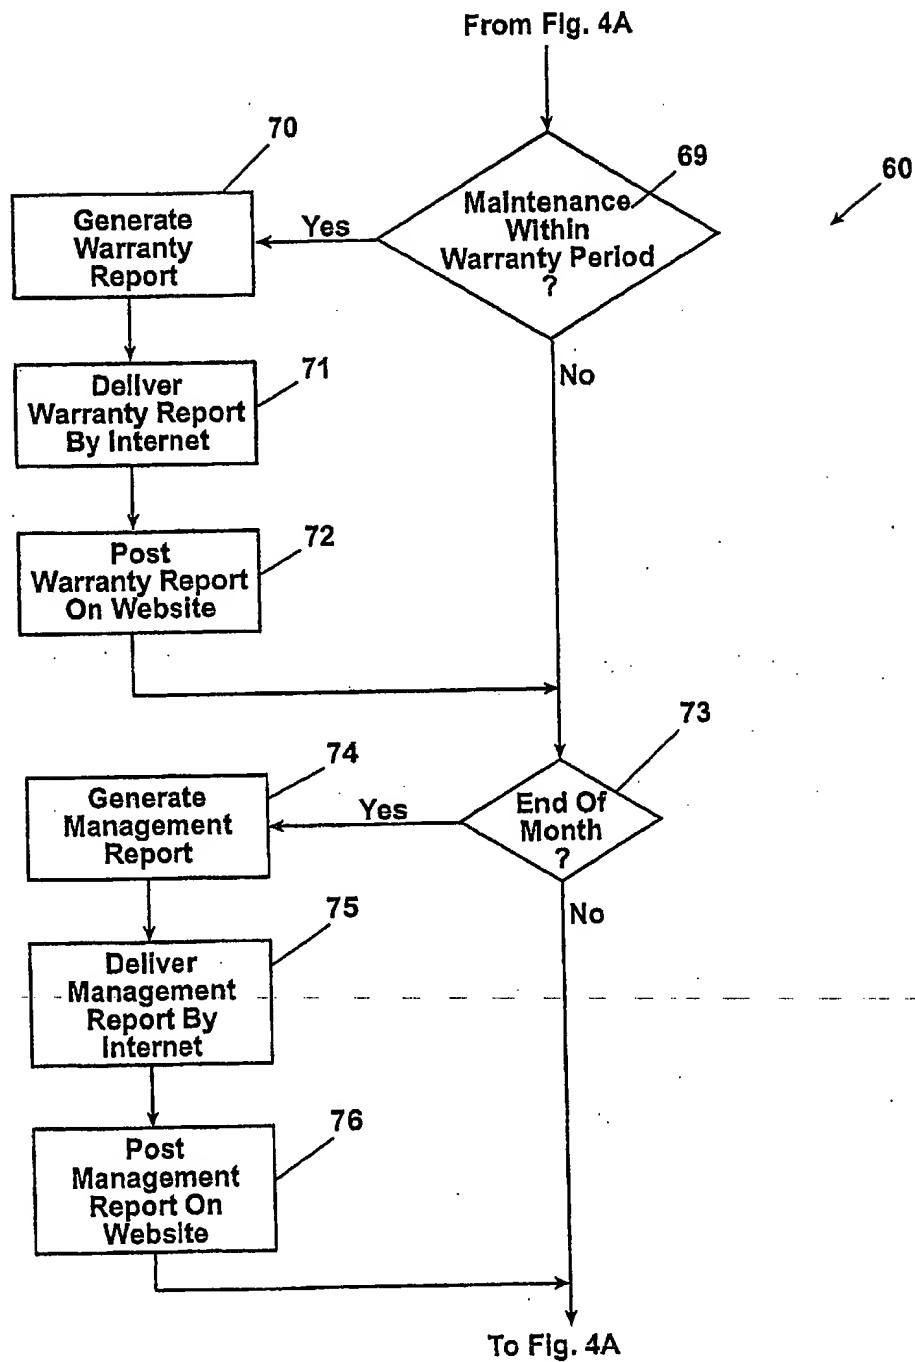 From Fig. 4A
70
69
60
Maintenance
Within
Warranty Period
?
Yes
Generate
Warranty
Report
No
71
Deliver
Warranty Report
By Internet
72
Post
Warranty Report
On Website
73
74
End Of
Month
?
Yes
Generate
Management
Report
No
75
Deliver
Management
Report By
Internet
76
Post
Management
Report On
Website
To Fig. 4A